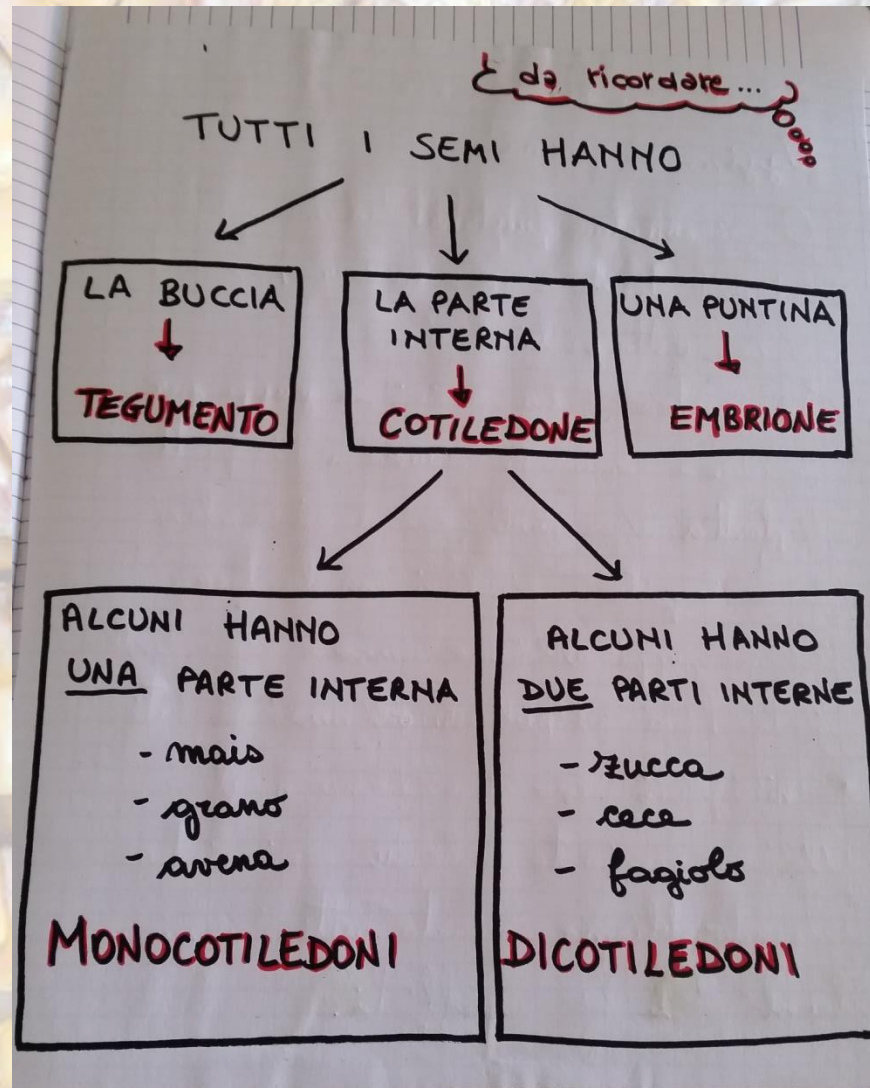 È da ricordare...
TUTTI I SEMI HANNO
LA BUCCIA
TEGUMENTO
LA PARTE
INTERNA
COTILEDONE
UNA PUNTINA
EMBRIONE
ALCUNI HANNO
UNA PARTE INTERNA
- mais
- grano
- avena
MONOCOTILEDONI
ALCUNI HANNO
DUE PARTI INTERNE
- zucca
- cece
- fagiolo
DICOTILEDONI